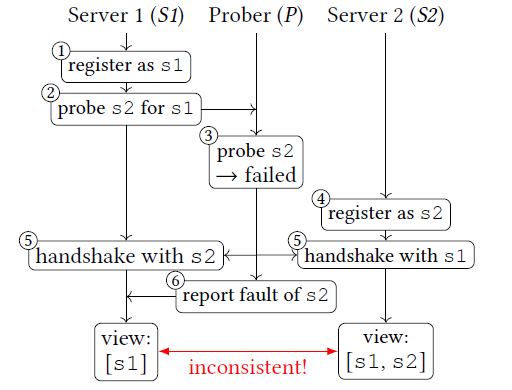 Server 1 (S1) Prober (P) Server 2 (S2)
1
register as s1
2
probe s2 for s1
3
probe s2
→ failed
4
register as s2
5
handshake with s2
5
handshake with s1
6
report fault of s2
view:
[s1]
inconsistent!
view:
[s1, s2]